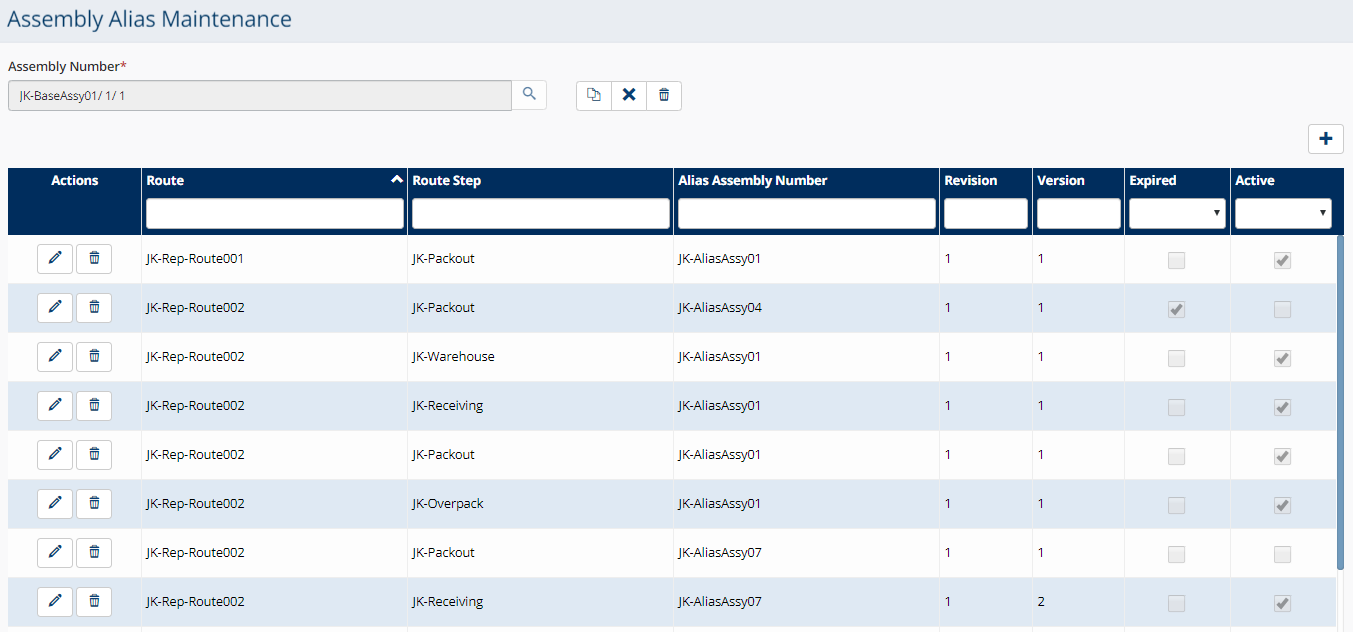 Assembly Alias Maintenance
Assembly Number*
JK-BaseAssy01/ 1/ 1
Actions Route Route Step Alias Assembly Number Revision Version Expired Active
JK-Rep-Route001 JK-Packout JK-AliasAssy01 1 1
JK-Rep-Route002 JK-Packout JK-AliasAssy04 1 1
JK-Rep-Route002 JK-Warehouse JK-AliasAssy01 1 1
JK-Rep-Route002 JK-Receiving JK-AliasAssy01 1 1
JK-Rep-Route002 JK-Packout JK-AliasAssy01 1 1
JK-Rep-Route002 JK-Overpack JK-AliasAssy01 1 1
JK-Rep-Route002 JK-Packout JK-AliasAssy07 1 1
JK-Rep-Route002 JK-Receiving JK-AliasAssy07 1 2